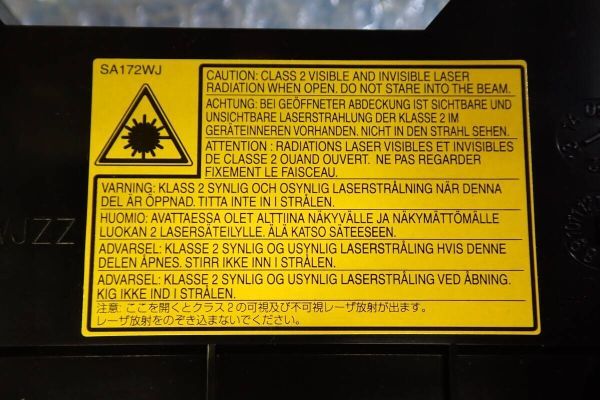 SA172WJ
CAUTION: CLASS 2 VISIBLE AND INVISIBLE LASER
RADIATION WHEN OPEN. DO NOT STARE INTO THE BEAM.
ACHTUNG: BEI GEÖFFNETER ABDECKUNG IST SICHTBARE UND
UNSICHTBARE LASERSTRAHLUNG DER KLASSE 2 IM
GERÄTEINNEREN VORHANDEN. NICHT IN DEN STRAHL SEHEN.
ATTENTION : RADIATIONS LASER VISIBLES ET INVISIBLES
DE CLASSE 2 QUAND OUVERT. NE PAS REGARDER
FIXEMENT LE FAISCEAU.
VARNING: KLASS 2 SYNLIG OCH OSYNLIG LASERSTRÅLNING NÄR DENNA
DEL ÄR ÖPPNAD. TITTA INTE IN I STRÅLEN.
HUOMIO: AVATTAESSA OLET ALTTIINA NÄKYVÄLLE JA NÄKYMÄTTÖMÄLLE
LUOKAN 2 LASERSÄTEILYLLE. ÄLÄ KATSO SÄTEESEEN.
ADVARSEL: KLASSE 2 SYNLIG OG USYNLIG LASERSTRÅLING HVIS DENNE
DELEN ÅPNES. STIRR IKKE INN I STRÅLEN.
ADVARSEL: KLASSE 2 SYNLIG OG USYNLIG LASERSTRÅLING VED ÅBNING.
KIG IKKE IND I STRÅLEN.
注意: ここを開くとクラス2の可視及び不可視レーザ放射が出ます。
レーザ放射をのぞき込まないでください。
WJZZ